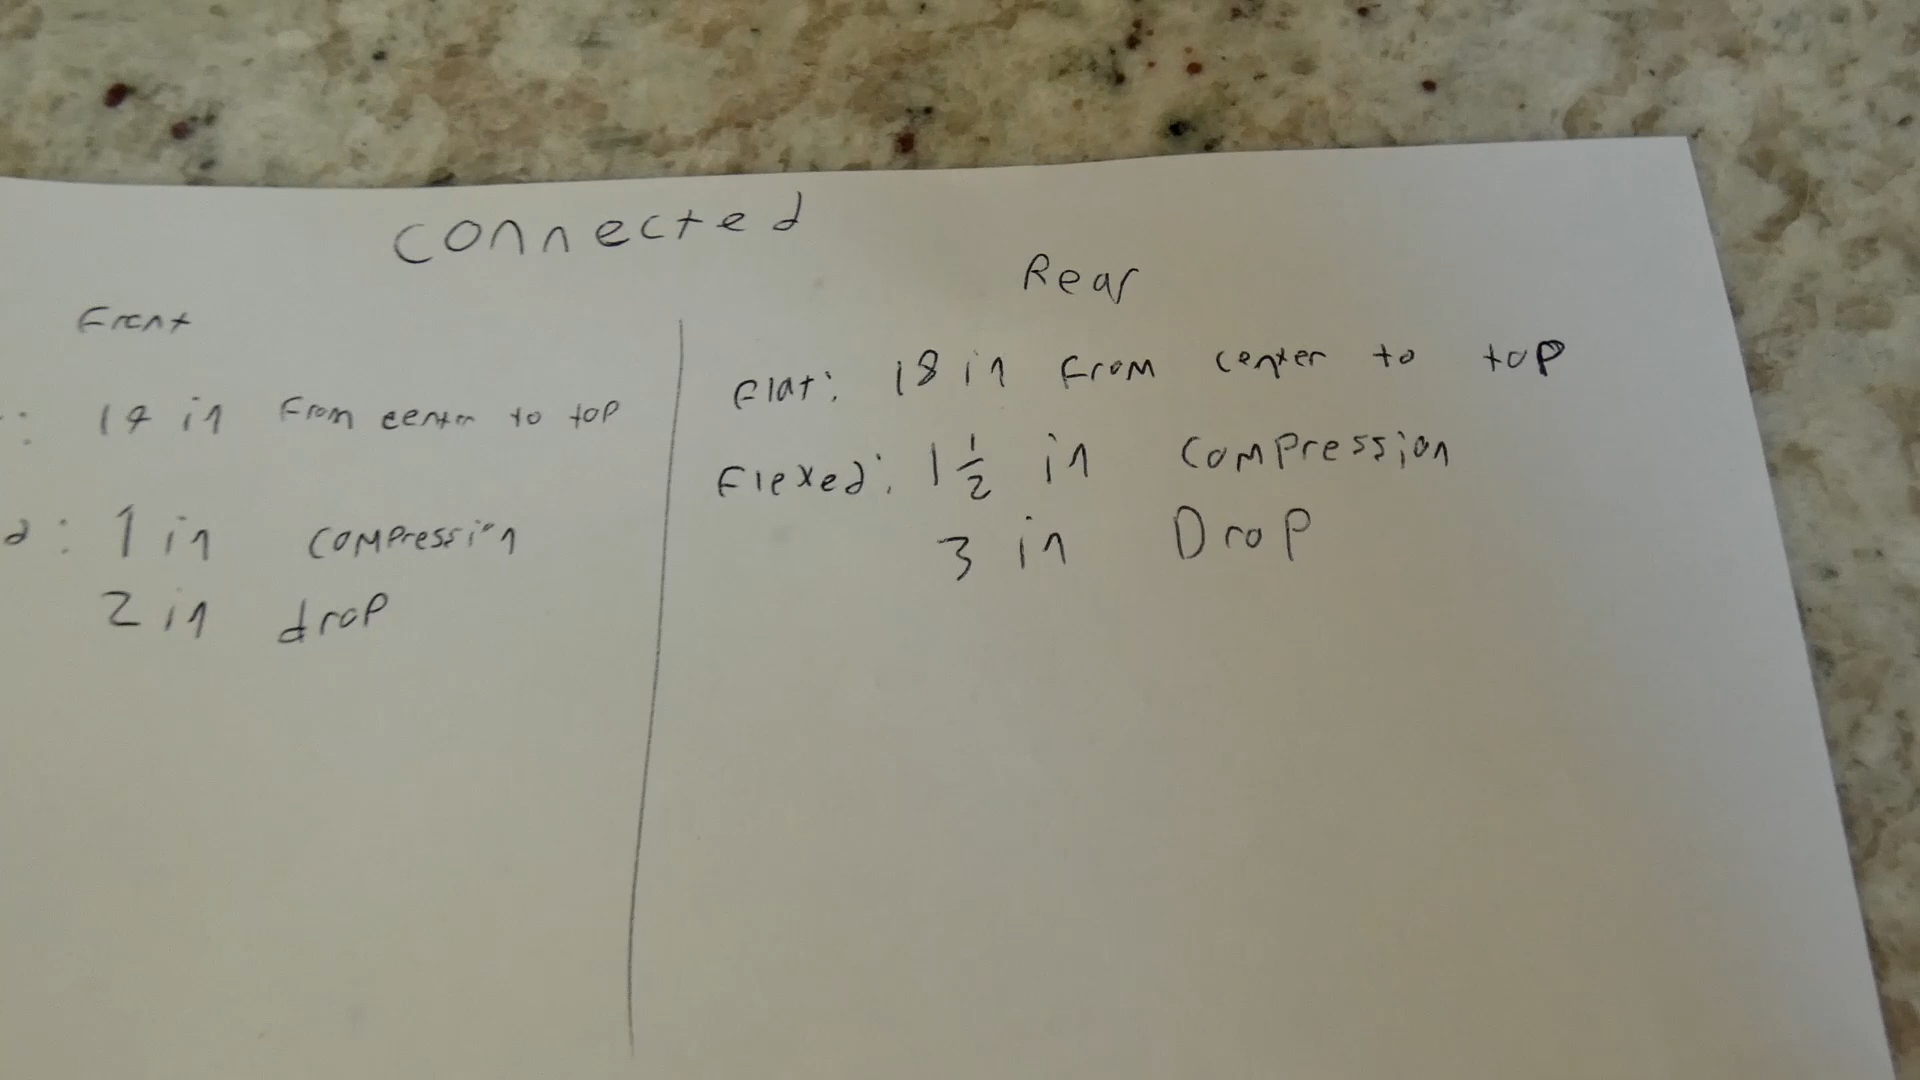 connected
Front
: 19 in From center to top
d: 1 in compression
2 in drop
Rear
Flat: 18 in From center to top
Flexed: 1 1/2 in compression
3 in Drop